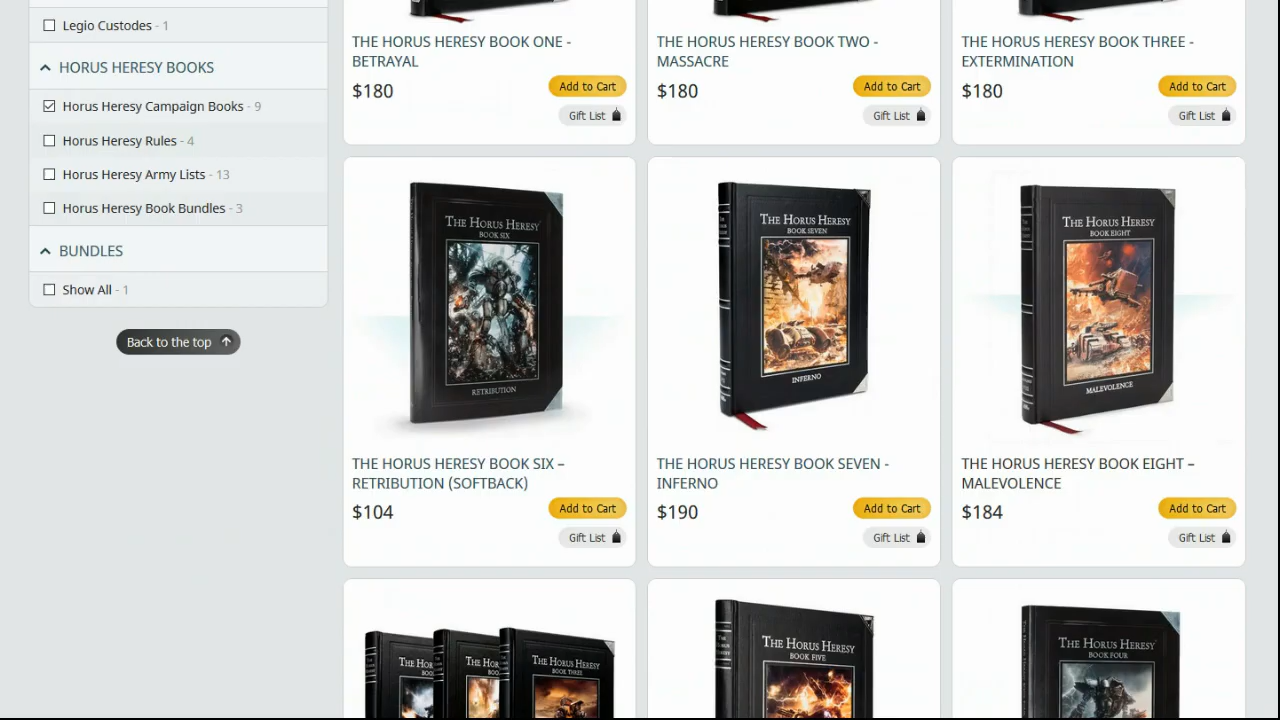 Legio Custodes - 1
HORUS HERESY BOOKS
Horus Heresy Campaign Books - 9
Horus Heresy Rules - 4
Horus Heresy Army Lists - 13
Horus Heresy Book Bundles - 3
BUNDLES
Show All - 1
Back to the top
THE HORUS HERESY BOOK ONE -
BETRAYAL
$180
Add to Cart
Gift List
THE HORUS HERESY BOOK TWO -
MASSACRE
$180
Add to Cart
Gift List
THE HORUS HERESY BOOK THREE -
EXTERMINATION
$180
Add to Cart
Gift List
THE HORUS HERESY
BOOK SIX
RETRIBUTION
THE HORUS HERESY BOOK SIX –
RETRIBUTION (SOFTBACK)
$104
Add to Cart
Gift List
THE HORUS HERESY
BOOK SEVEN
INFERNO
THE HORUS HERESY BOOK SEVEN -
INFERNO
$190
Add to Cart
Gift List
THE HORUS HERESY
BOOK EIGHT
MALEVOLENCE
THE HORUS HERESY BOOK EIGHT –
MALEVOLENCE
$184
Add to Cart
Gift List
THE HORUS HERESY
BOOK THREE
THE HORUS HERESY
BOOK FIVE
THE HORUS HERESY
BOOK FOUR